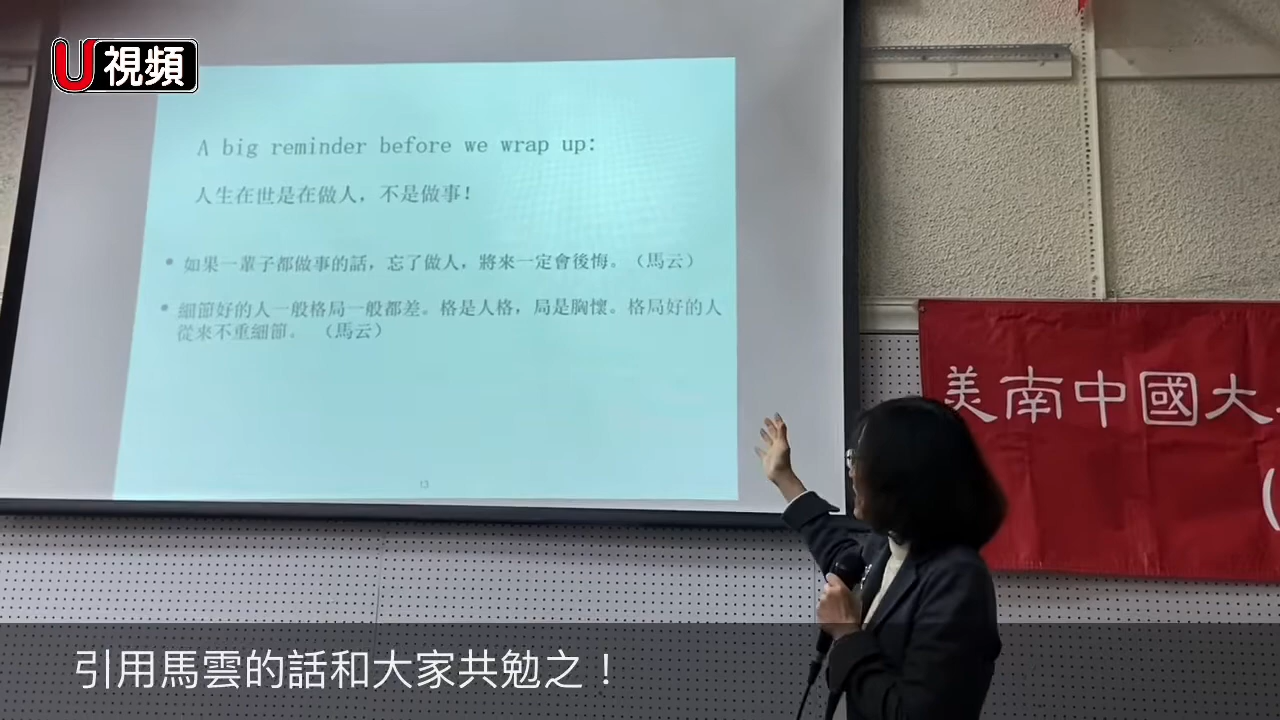 U視頻
A big reminder before we wrap up:
人生在世是在做人，不是做事！
• 如果一輩子都做事的話，忘了做人，將來一定會後悔。（馬云）
• 細節好的人一般格局一般都差。格是人格，局是胸懷。格局好的人
從來不重細節。（馬云）
13
美南中國大
(
引用馬雲的話和大家共勉之！